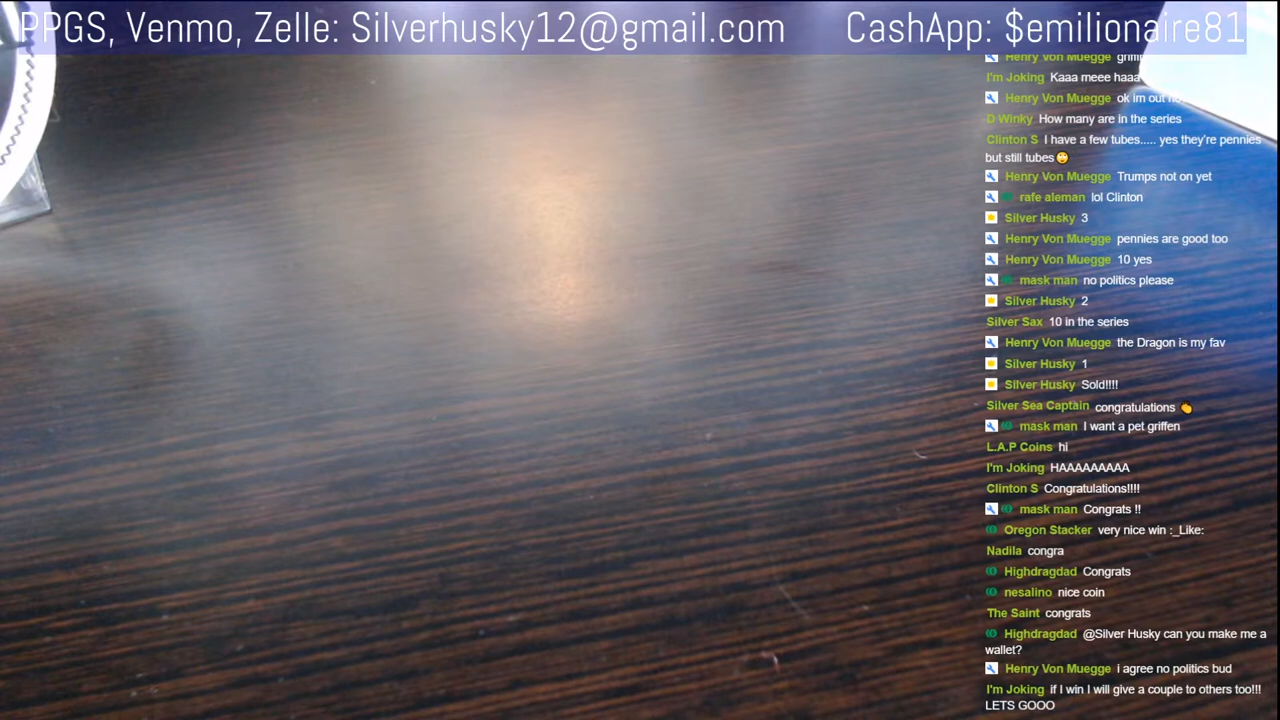 PPGS, Venmo, Zelle: Silverhusky12@gmail.com CashApp: $emilionaire81
Henry Von Muegge
I'm Joking Kaaa meee haaa
Henry Von Muegge ok im out
D Winky How many are in the series
Clinton S I have a few tubes..... yes they're pennies
but still tubes🙄
Henry Von Muegge Trumps not on yet
rafe aleman lol Clinton
Silver Husky 3
Henry Von Muegge pennies are good too
Henry Von Muegge 10 yes
mask man no politics please
Silver Husky 2
Silver Sax 10 in the series
Henry Von Muegge the Dragon is my fav
Silver Husky 1
Silver Husky Sold!!!!
Silver Sea Captain congratulations 👏
mask man I want a pet griffen
L.A.P Coins hi
I'm Joking HAAAAAAAAA
Clinton S Congratulations!!!!
mask man Congrats !!
Oregon Stacker very nice win :_Like:
Nadila congra
Highdragdad Congrats
nesalino nice coin
The Saint congrats
Highdragdad @Silver Husky can you make me a
wallet?
Henry Von Muegge i agree no politics bud
I'm Joking if I win I will give a couple to others too!!!
LETS GOOO